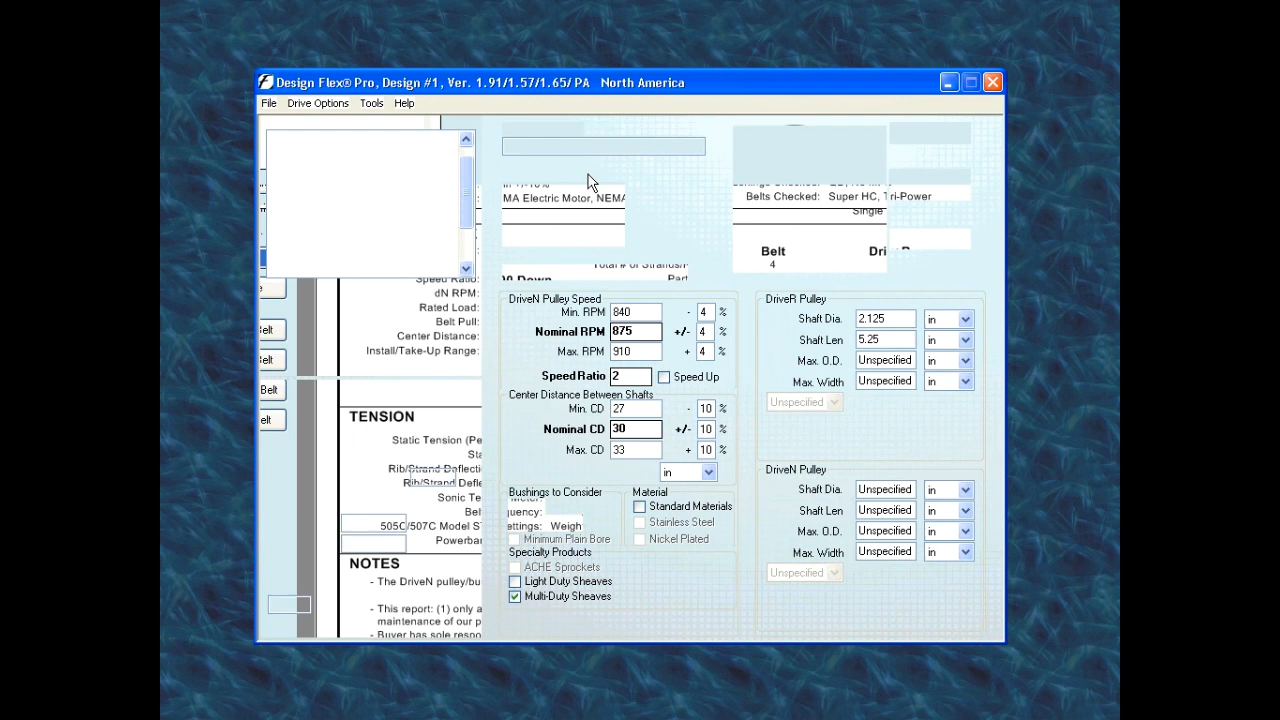 Design Flex® Pro, Design #1, Ver. 1.91/1.57/1.65/ PA North America
File Drive Options Tools Help
MA Electric Motor, NEMA
Belts Checked: Super HC, Tri-Power
Single
Belt
4
Part
Speed Ratio:
dN RPM:
Rated Load:
Belt Pull:
Center Distance:
Install/Take-Up Range:
Belt
TENSION
Static Tension (Pe
Rib/Strand Deflecti
Rib/Strand Defle
Sonic Te
505C/507C Model S
Powerban
NOTES
- The DriveN pulley/bu
- This report: (1) only a
maintenance of our p
- Buyer has sole respo
DriveN Pulley Speed
Min. RPM 840 - 4 %
Nominal RPM 875 +/- 4 %
Max. RPM 910 + 4 %
Speed Ratio 2 Speed Up
Center Distance Between Shafts
Min. CD 27 - 10 %
Nominal CD 30 +/- 10 %
Max. CD 33 + 10 %
in
Bushings to Consider
quency:
ettings: Weigh
Minimum Plain Bore
Material
Standard Materials
Stainless Steel
Nickel Plated
Specialty Products
ACHE Sprockets
Light Duty Sheaves
Multi-Duty Sheaves
DriveR Pulley
Shaft Dia. 2.125 in
Shaft Len 5.25 in
Max. O.D. Unspecified in
Max. Width Unspecified in
Unspecified
DriveN Pulley
Shaft Dia. Unspecified in
Shaft Len Unspecified in
Max. O.D. Unspecified in
Max. Width Unspecified in
Unspecified